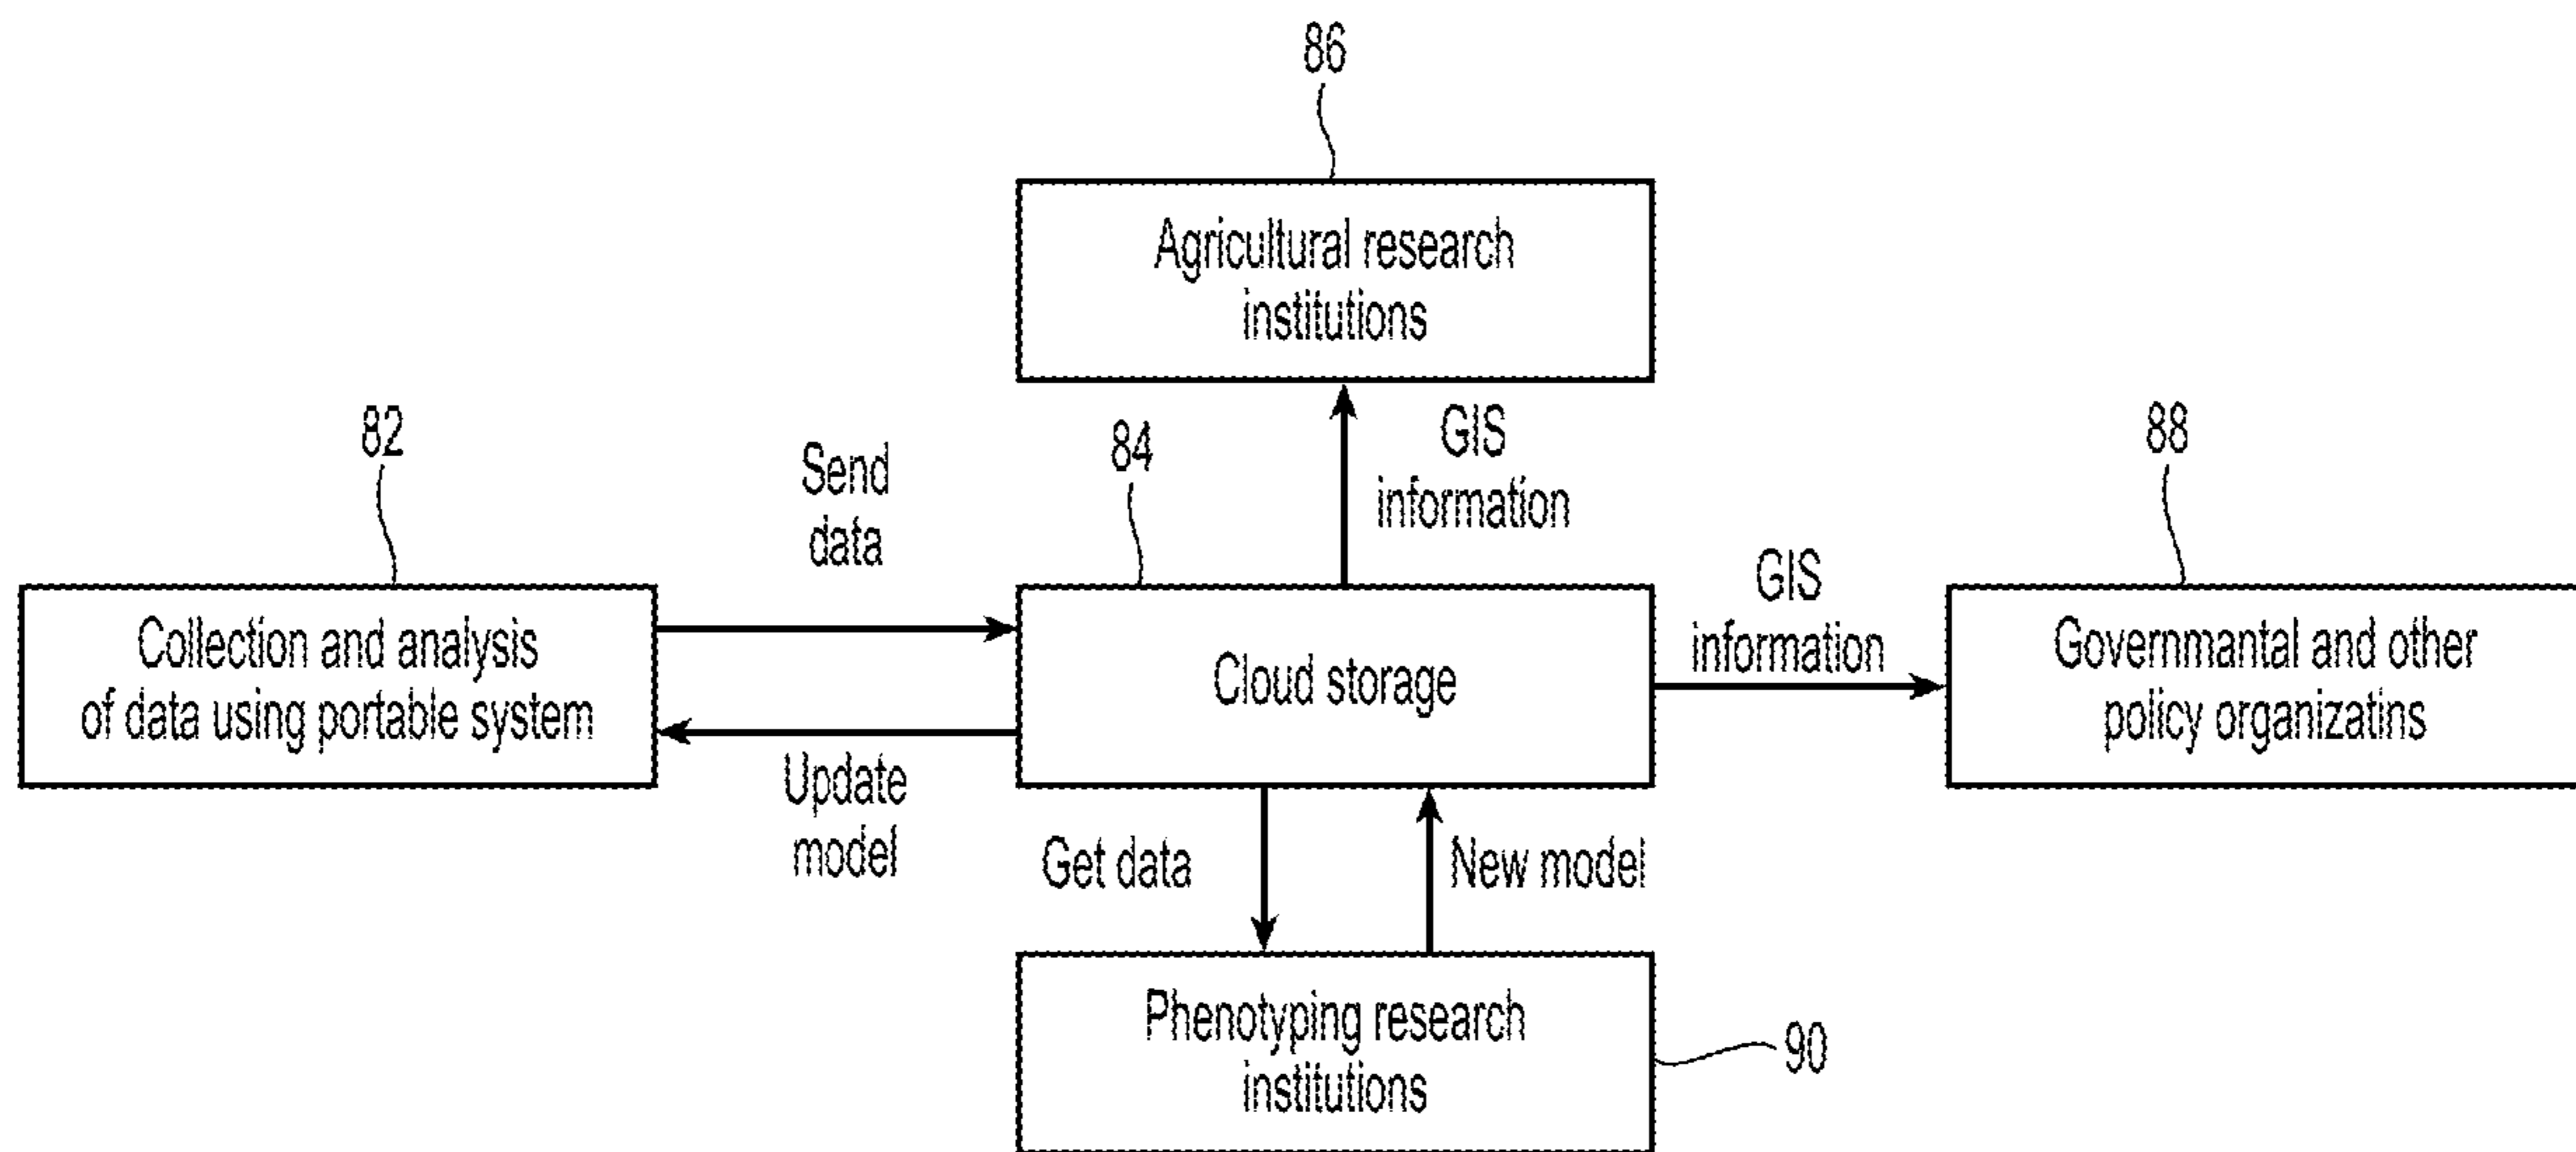 86
Agricultural research
institutions
82
Send
data
84
GIS
information
88
Collection and analysis
of data using portable system
Cloud storage
GIS
information
Governmantal and other
policy organizatins
Update
model
Get data
New model
Phenotyping research
institutions
90